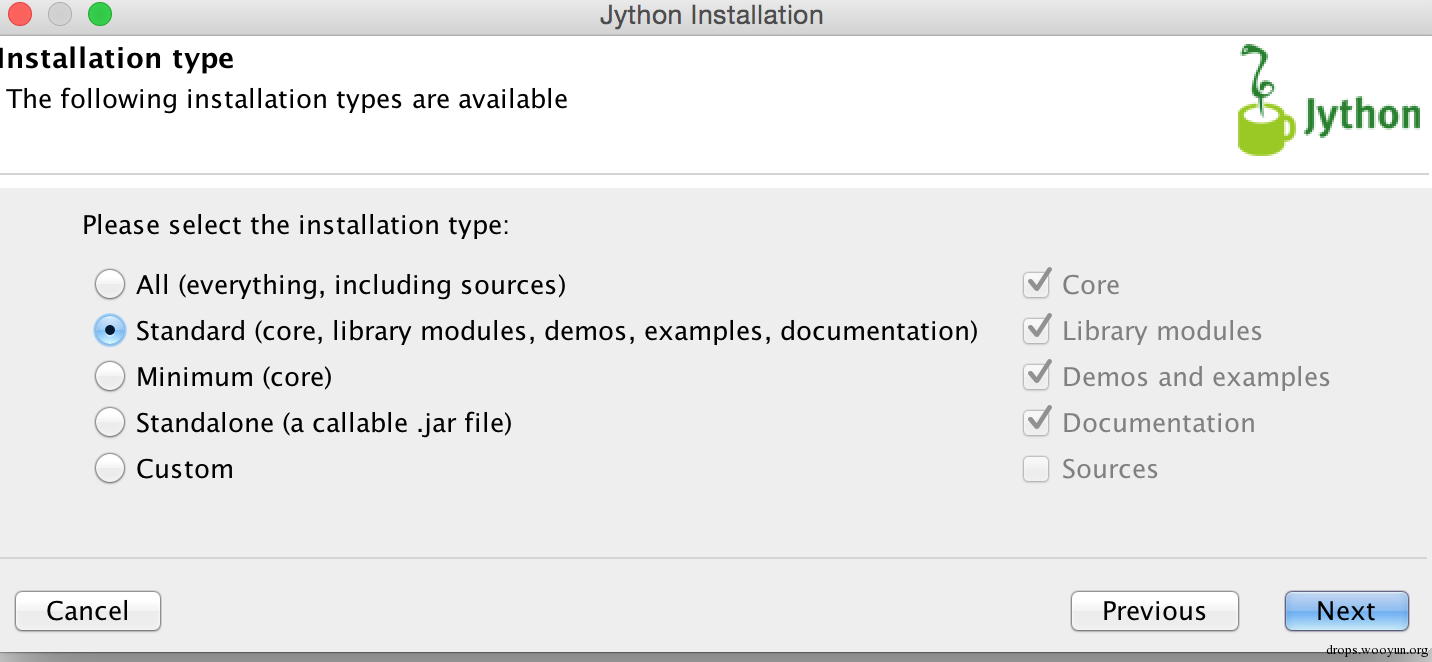 Jython Installation
Installation type
The following installation types are available
Jython
Please select the installation type:
All (everything, including sources)
Core
Standard (core, library modules, demos, examples, documentation)
Library modules
Minimum (core)
Demos and examples
Standalone (a callable .jar file)
Documentation
Custom
Sources
Cancel
Previous
Next
drops.wooyun.org